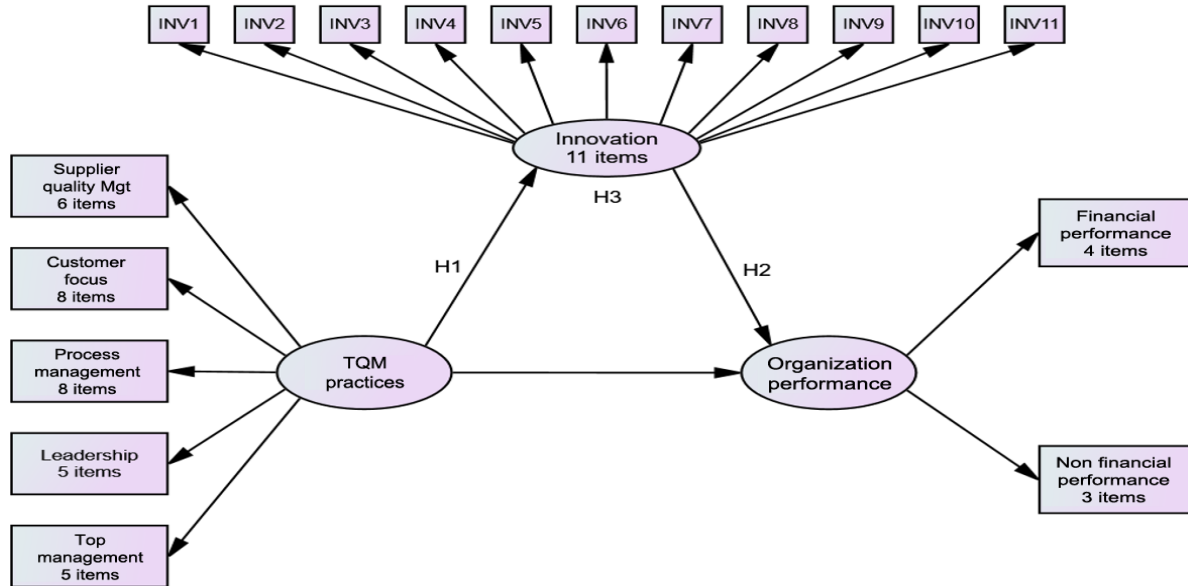 INV1 INV2 INV3 INV4 INV5 INV6 INV7 INV8 INV9 INV10 INV11
Innovation
11 items
H3
Supplier
quality Mgt
6 items
Customer
focus
8 items
Process
management
8 items
Leadership
5 items
Top
management
5 items
H1
H2
TQM
practices
Organization
performance
Financial
performance
4 items
Non financial
performance
3 items